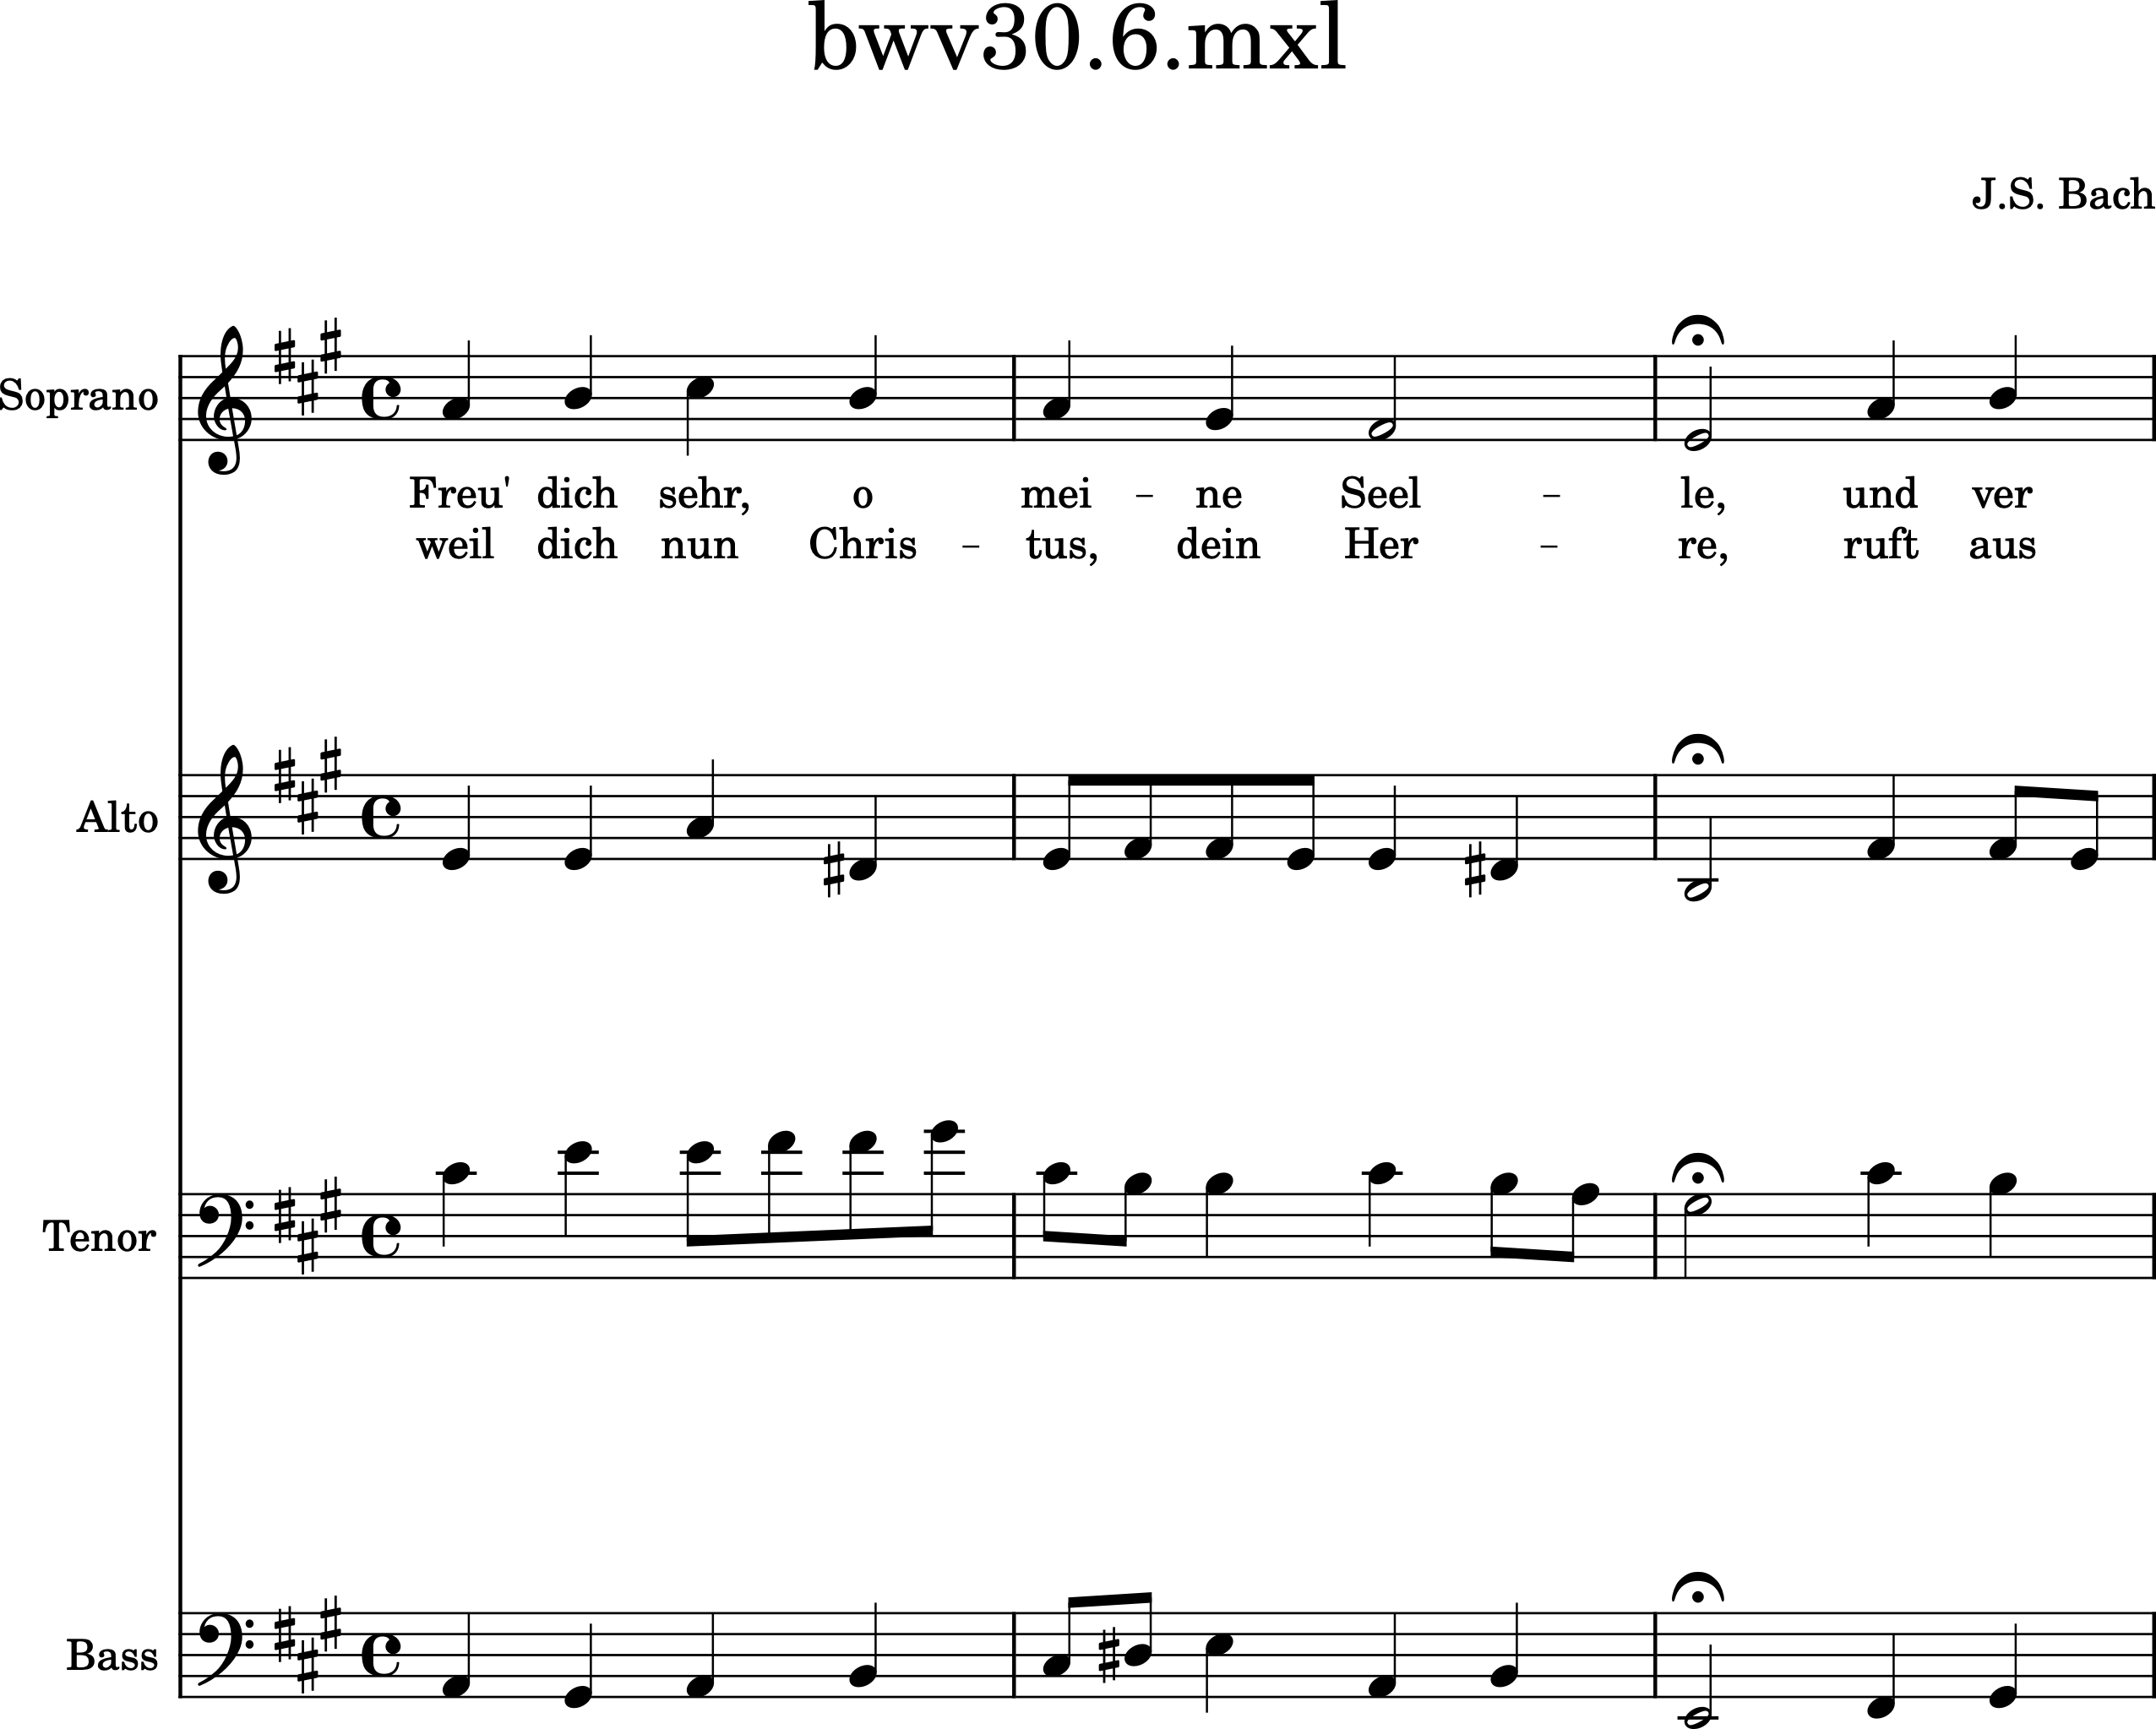 bwv30.6.mxl
J.S. Bach
Soprano
Freu' dich sehr, o mei – ne Seel – le, und ver
weil dich nun Chris – tus, dein Her – re, ruft aus
Alto
Tenor
Bass